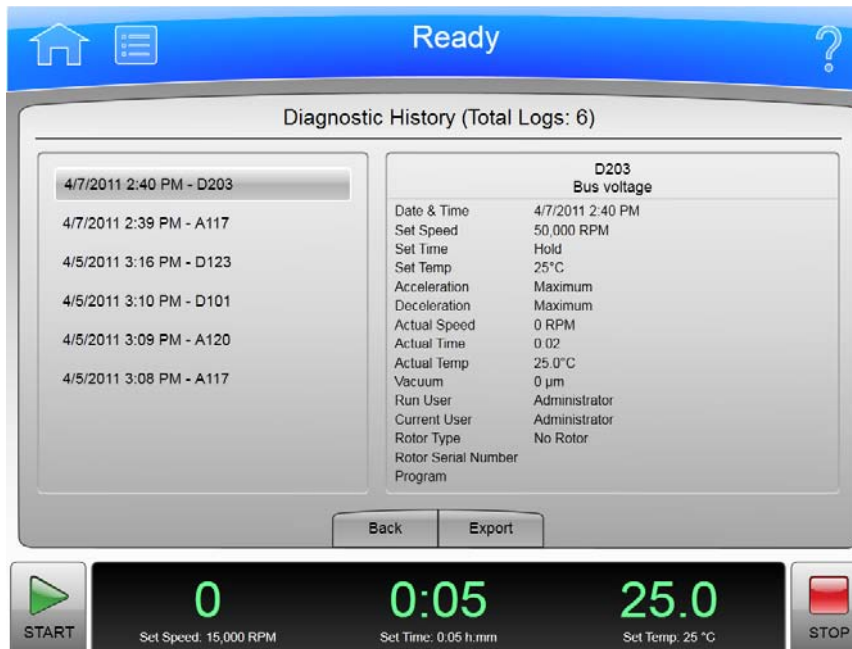 Ready
?
Diagnostic History (Total Logs: 6)
4/7/2011 2:40 PM - D203
4/7/2011 2:39 PM - A117
4/5/2011 3:16 PM - D123
4/5/2011 3:10 PM - D101
4/5/2011 3:09 PM - A120
4/5/2011 3:08 PM - A117
D203
Bus voltage
Date & Time 4/7/2011 2:40 PM
Set Speed 50,000 RPM
Set Time Hold
Set Temp 25°C
Acceleration Maximum
Deceleration Maximum
Actual Speed 0 RPM
Actual Time 0:02
Actual Temp 25.0°C
Vacuum 0 µm
Run User Administrator
Current User Administrator
Rotor Type No Rotor
Rotor Serial Number
Program
Back Export
START
0 0:05 25.0
Set Speed: 15,000 RPM Set Time: 0:05 h:mm Set Temp: 25 °C
STOP